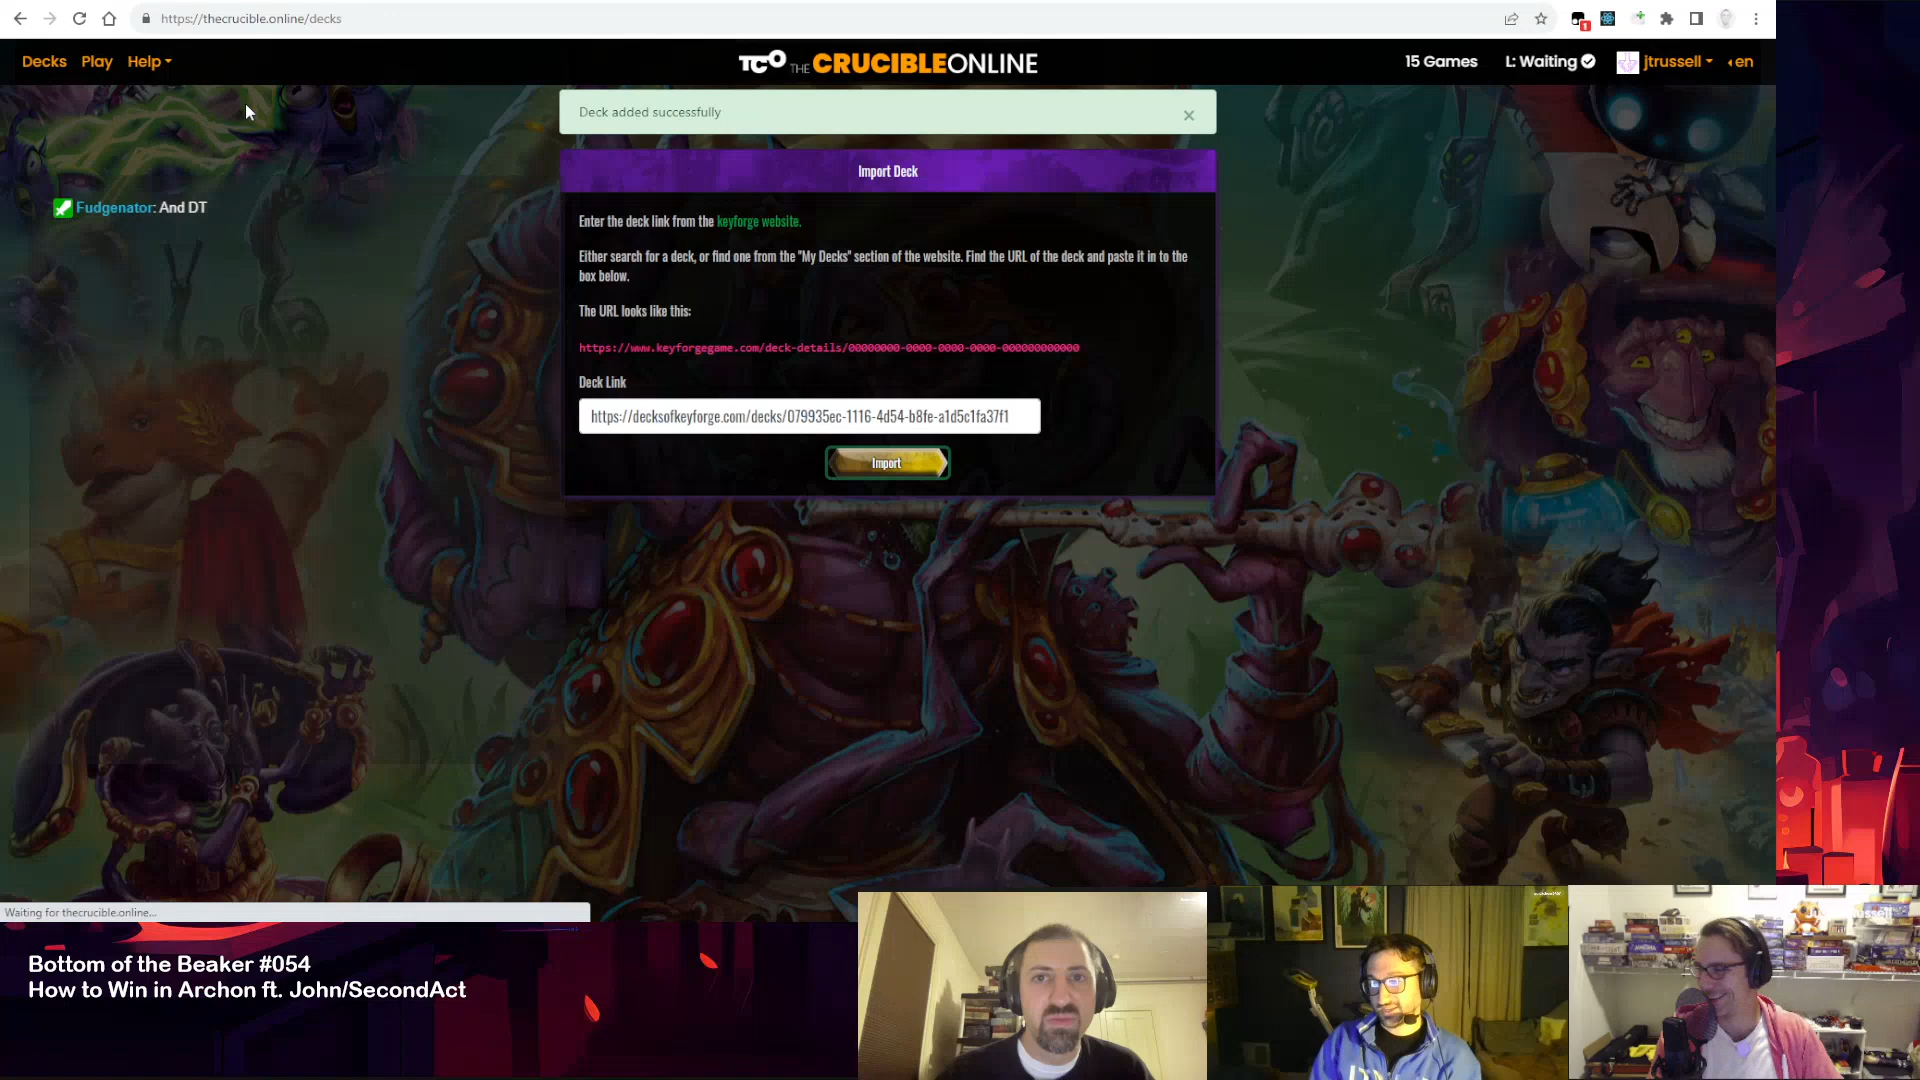 https://thecrucible.online/decks
1
Decks Play Help
TCO THE CRUCIBLEONLINE
15 Games L: Waiting jtrussell en
Deck added successfully
×
Import Deck
Fudgenator: And DT
Enter the deck link from the keyforge website.
Either search for a deck, or find one from the "My Decks" section of the website. Find the URL of the deck and paste it in to the
box below.
The URL looks like this:
https://www.keyforgegame.com/deck-details/00000000-0000-0000-0000-000000000000
Deck Link
https://decksofkeyforge.com/decks/079935ec-1116-4d54-b8fe-a1d5c1fa37f1
Import
Waiting for thecrucible.online...
Bottom of the Beaker #054
How to Win in Archon ft. John/SecondAct